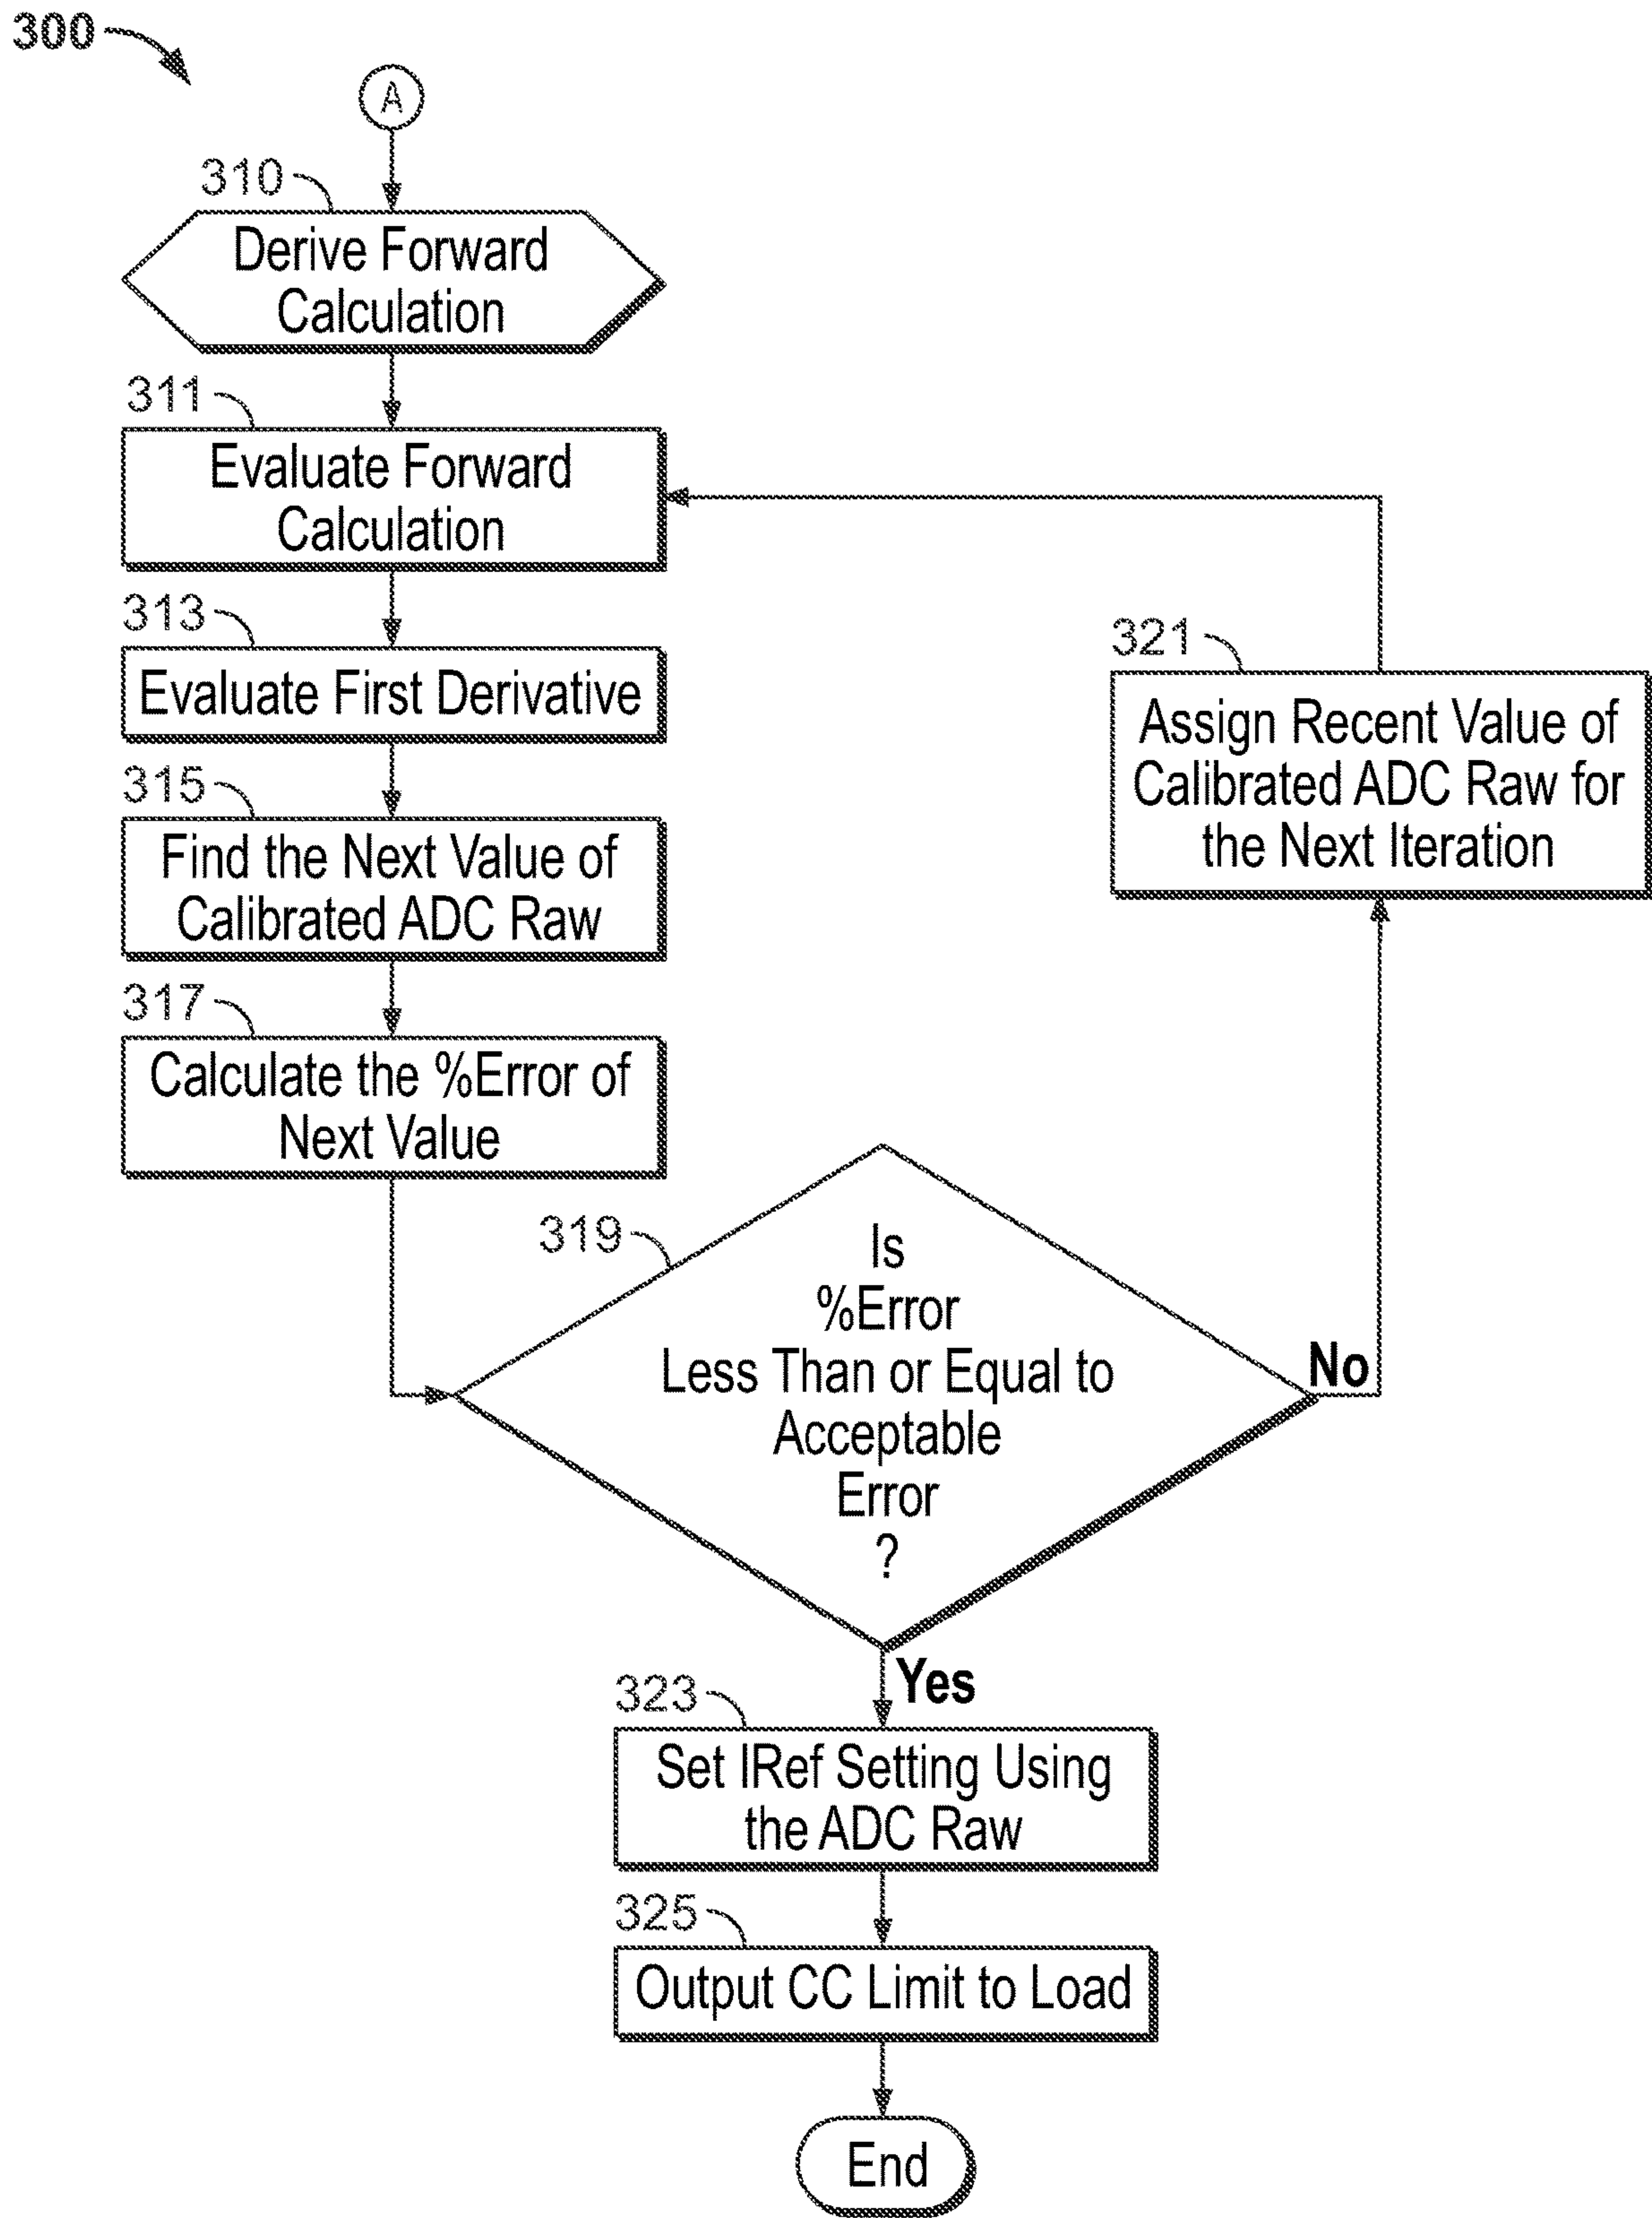 300
A
310
Derive Forward
Calculation
311
Evaluate Forward
Calculation
313
Evaluate First Derivative
315
Find the Next Value of
Calibrated ADC Raw
317
Calculate the %Error of
Next Value
319
Is
%Error
Less Than or Equal to
Acceptable
Error
?
No
321
Assign Recent Value of
Calibrated ADC Raw for
the Next Iteration
Yes
323
Set IRef Setting Using
the ADC Raw
325
Output CC Limit to Load
End